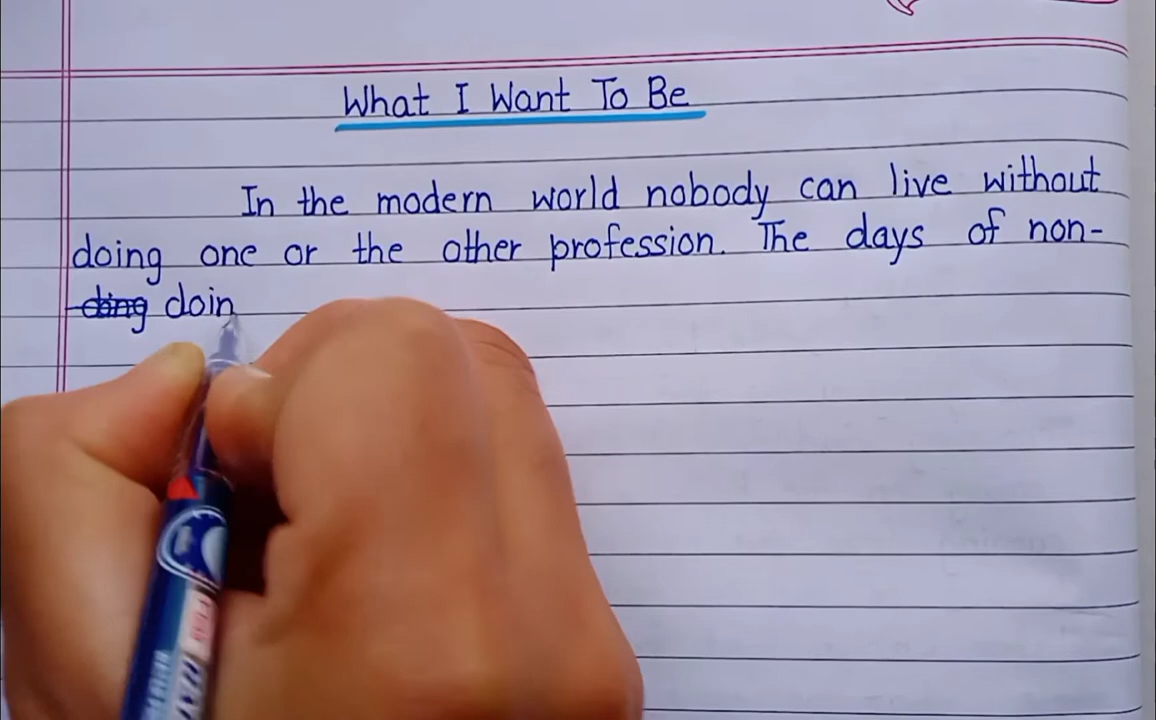 What I Want To Be
In the modern world nobody can live without
doing one or the other profession. The days of non-
doing doin